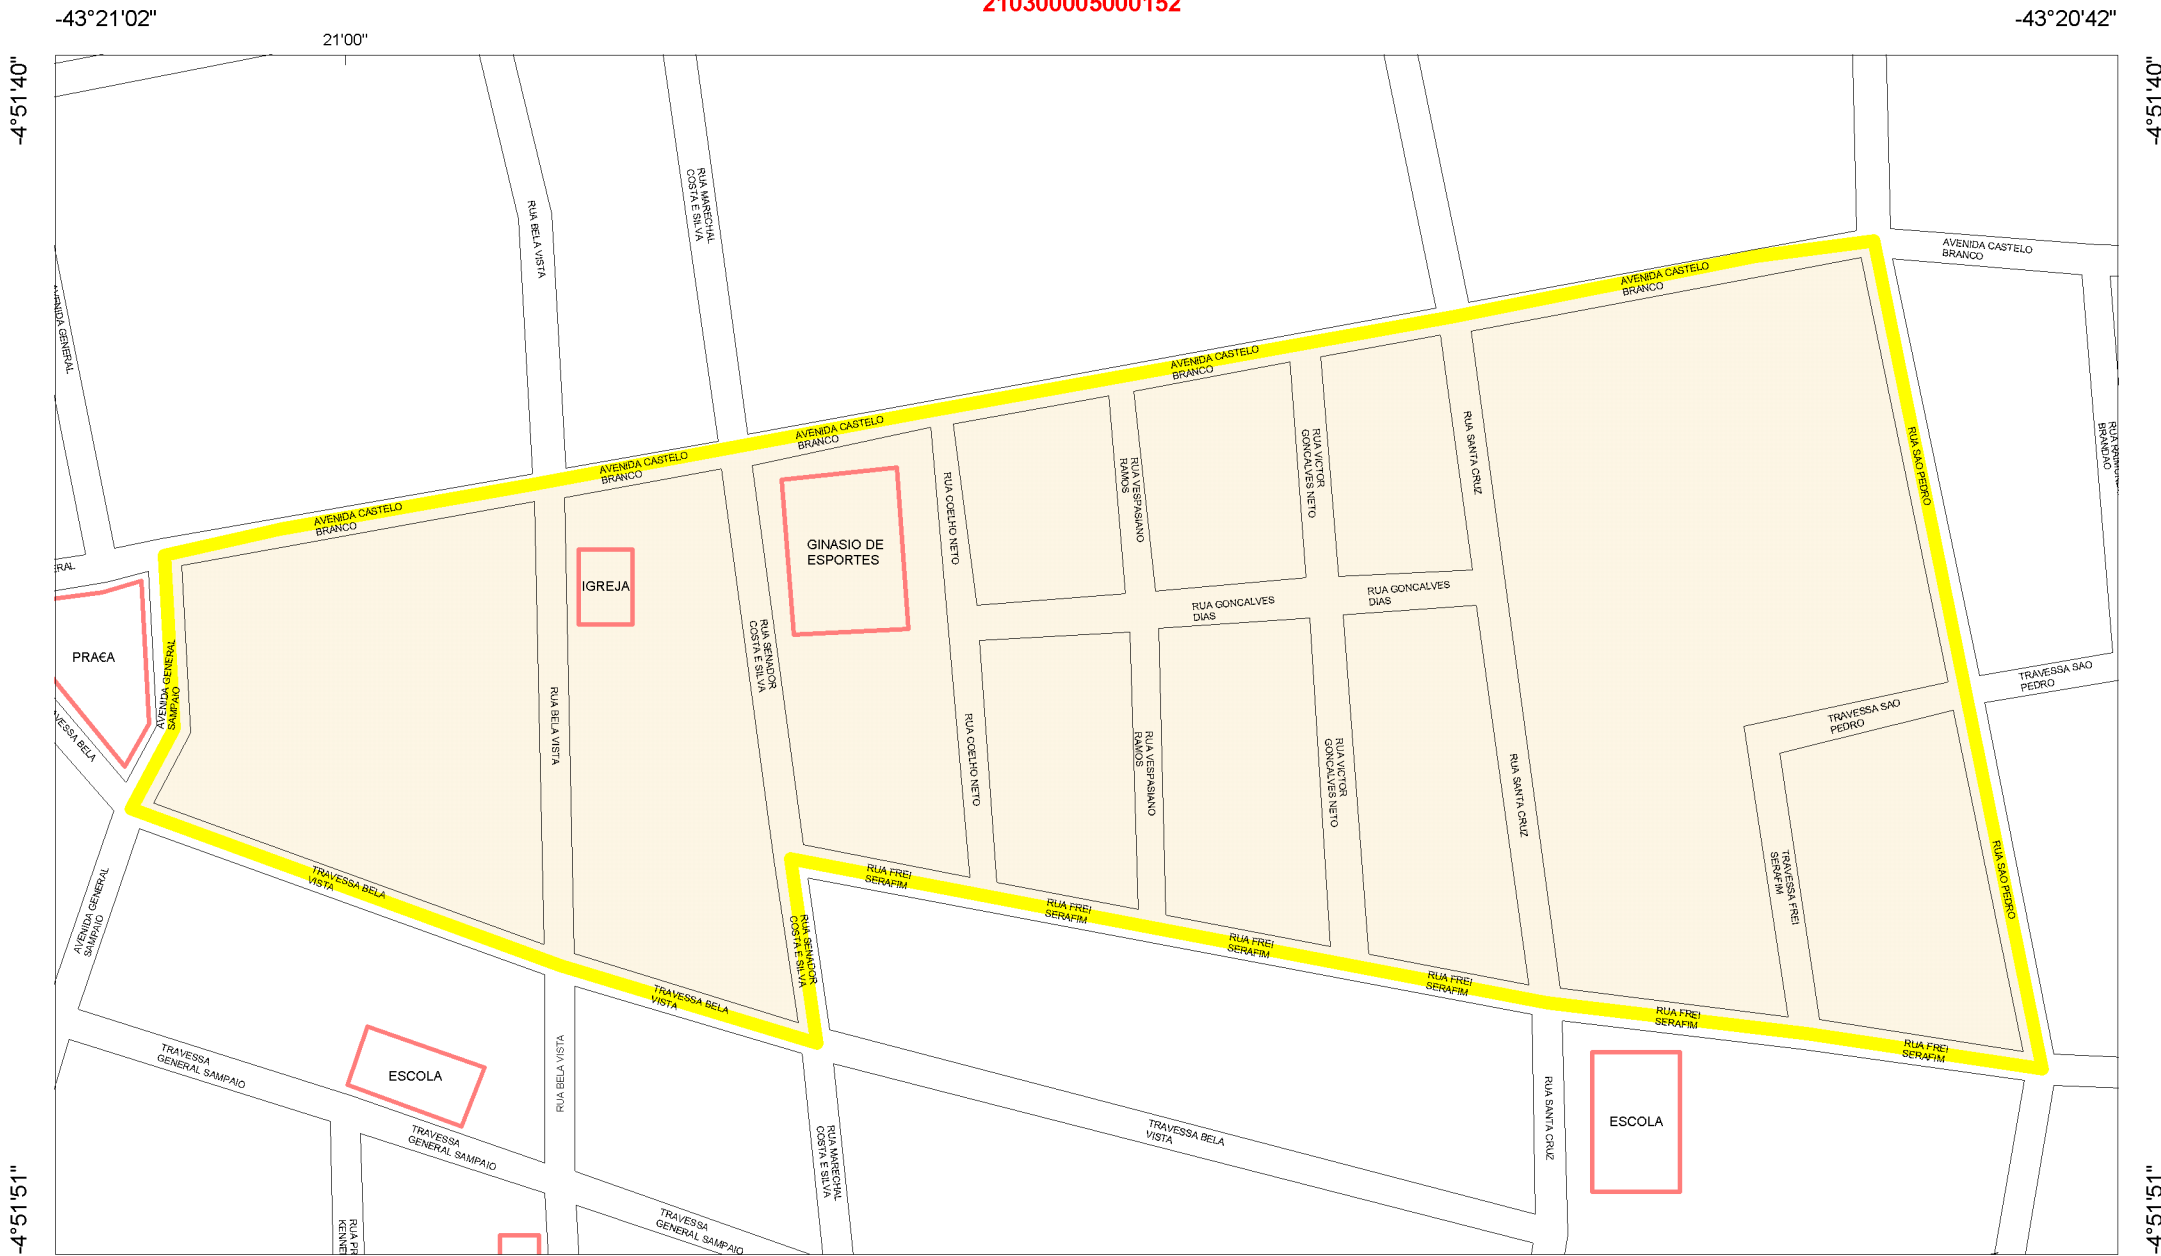 210300005000152
-43°21'02"
-43°20'42"
21'00"
-4°51'40"
-4°51'40"
RUA MARECHAL
COSTA E SILVA
RUA BELA VISTA
AVENIDA CASTELO
BRANCO
AVENIDA CASTELO
BRANCO
AVENIDA GENERAL
AVENIDA CASTELO
BRANCO
AVENIDA CASTELO
BRANCO
AVENIDA CASTELO
BRANCO
AVENIDA CASTELO
BRANCO
RUA SANTA CRUZ
RUA VICTOR
GONCALVES NETO
RUA VESPASIANO
RAMOS
RUA COELHO NETO
RUA SAO PEDRO
BRANDAO
GINASIO DE
ESPORTES
IGREJA
RUA GONCALVES
DIAS
RUA GONCALVES
DIAS
PRA€A
AVENIDA GENERAL
SAMPAIO
VESSA BELA
RUA SENADOR
COSTA E SILVA
RUA BELA VISTA
RUA COELHO NETO
RUA VESPASIANO
RAMOS
RUA VICTOR
GONCALVES NETO
RUA SANTA CRUZ
TRAVESSA SAO
PEDRO
TRAVESSA SAO
PEDRO
TRAVESSA FREI
SERAFIM
RUA SAO PEDRO
TRAVESSA BELA
VISTA
AVENIDA GENERAL
SAMPAIO
RUA FREI
SERAFIM
RUA FREI
SERAFIM
RUA FREI
SERAFIM
RUA FREI
SERAFIM
RUA FREI
SERAFIM
RUA FREI
SERAFIM
RUA SENADOR
COSTA E SILVA
TRAVESSA BELA
VISTA
TRAVESSA
GENERAL SAMPAIO
ESCOLA
RUA BELA VISTA
TRAVESSA
GENERAL SAMPAIO
RUA MARECHAL
COSTA E SILVA
TRAVESSA BELA
VISTA
RUA SANTA CRUZ
ESCOLA
TRAVESSA
GENERAL SAMPAIO
-4°51'51"
-4°51'51"